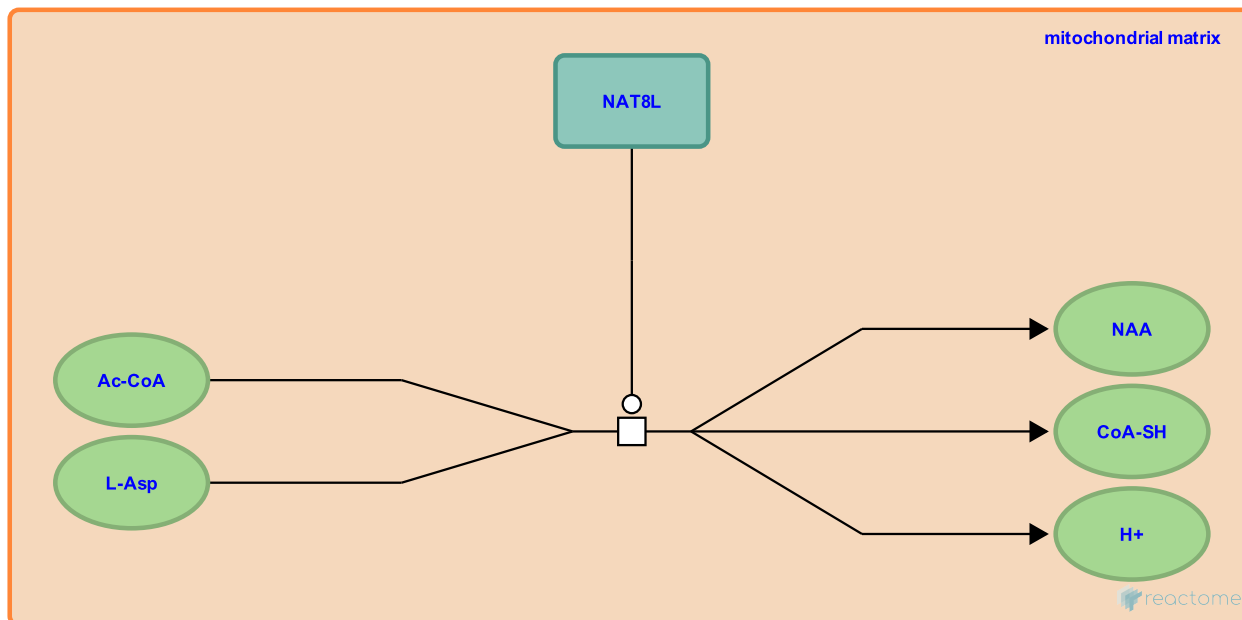 mitochondrial matrix
NAT8L
NAA
Ac-CoA
CoA-SH
L-Asp
H+
reactome